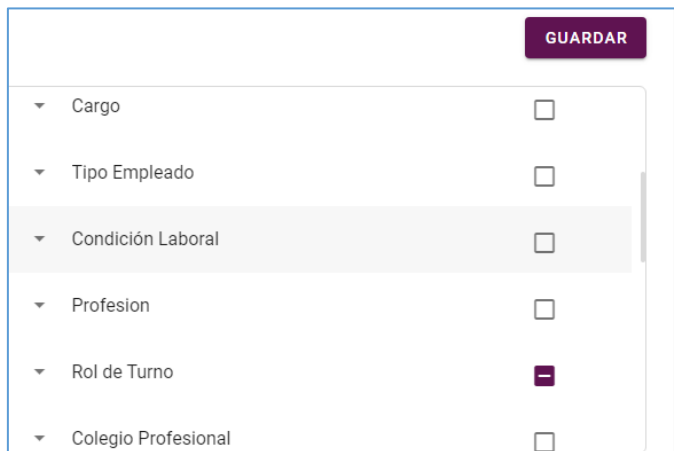 GUARDAR
Cargo
Tipo Empleado
Condición Laboral
Profesion
Rol de Turno
Colegio Profesional